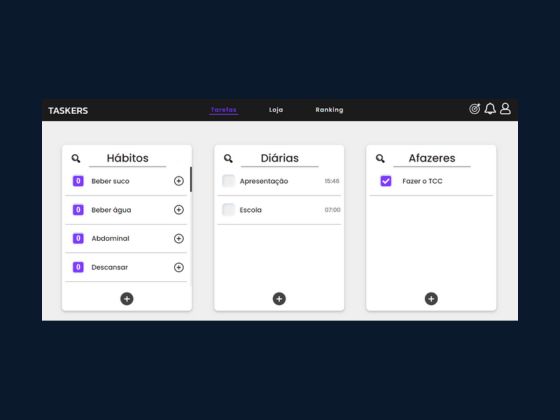 TASKERS
Tarefas
Loja
Ranking
Hábitos
0 Beber suco
0 Beber água
0 Abdominal
0 Descansar
Diárias
Apresentação 15:46
Escola 07:00
Afazeres
Fazer o TCC